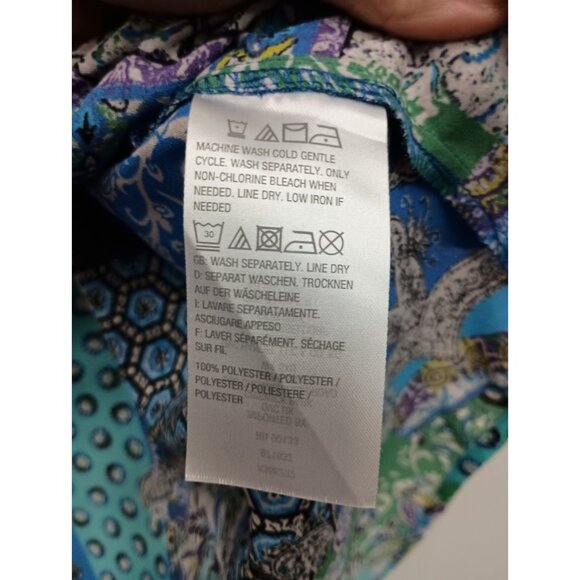 MACHINE WASH COLD GENTLE
CYCLE. WASH SEPARATELY. ONLY
NON-CHLORINE BLEACH WHEN
NEEDED. LINE DRY. LOW IRON IF
NEEDED
30
GB: WASH SEPARATELY. LINE DRY
D: SEPARAT WASCHEN. TROCKNEN
AUF DER WÄSCHELEINE
I: LAVARE SEPARATAMENTE.
ASCIUGARE APPESO
F: LAVER SÉPARÉMENT. SÉCHAGE
SUR FIL
100% POLYESTER / POLYESTER /
POLYESTER / POLIESTERE /
POLYESTER